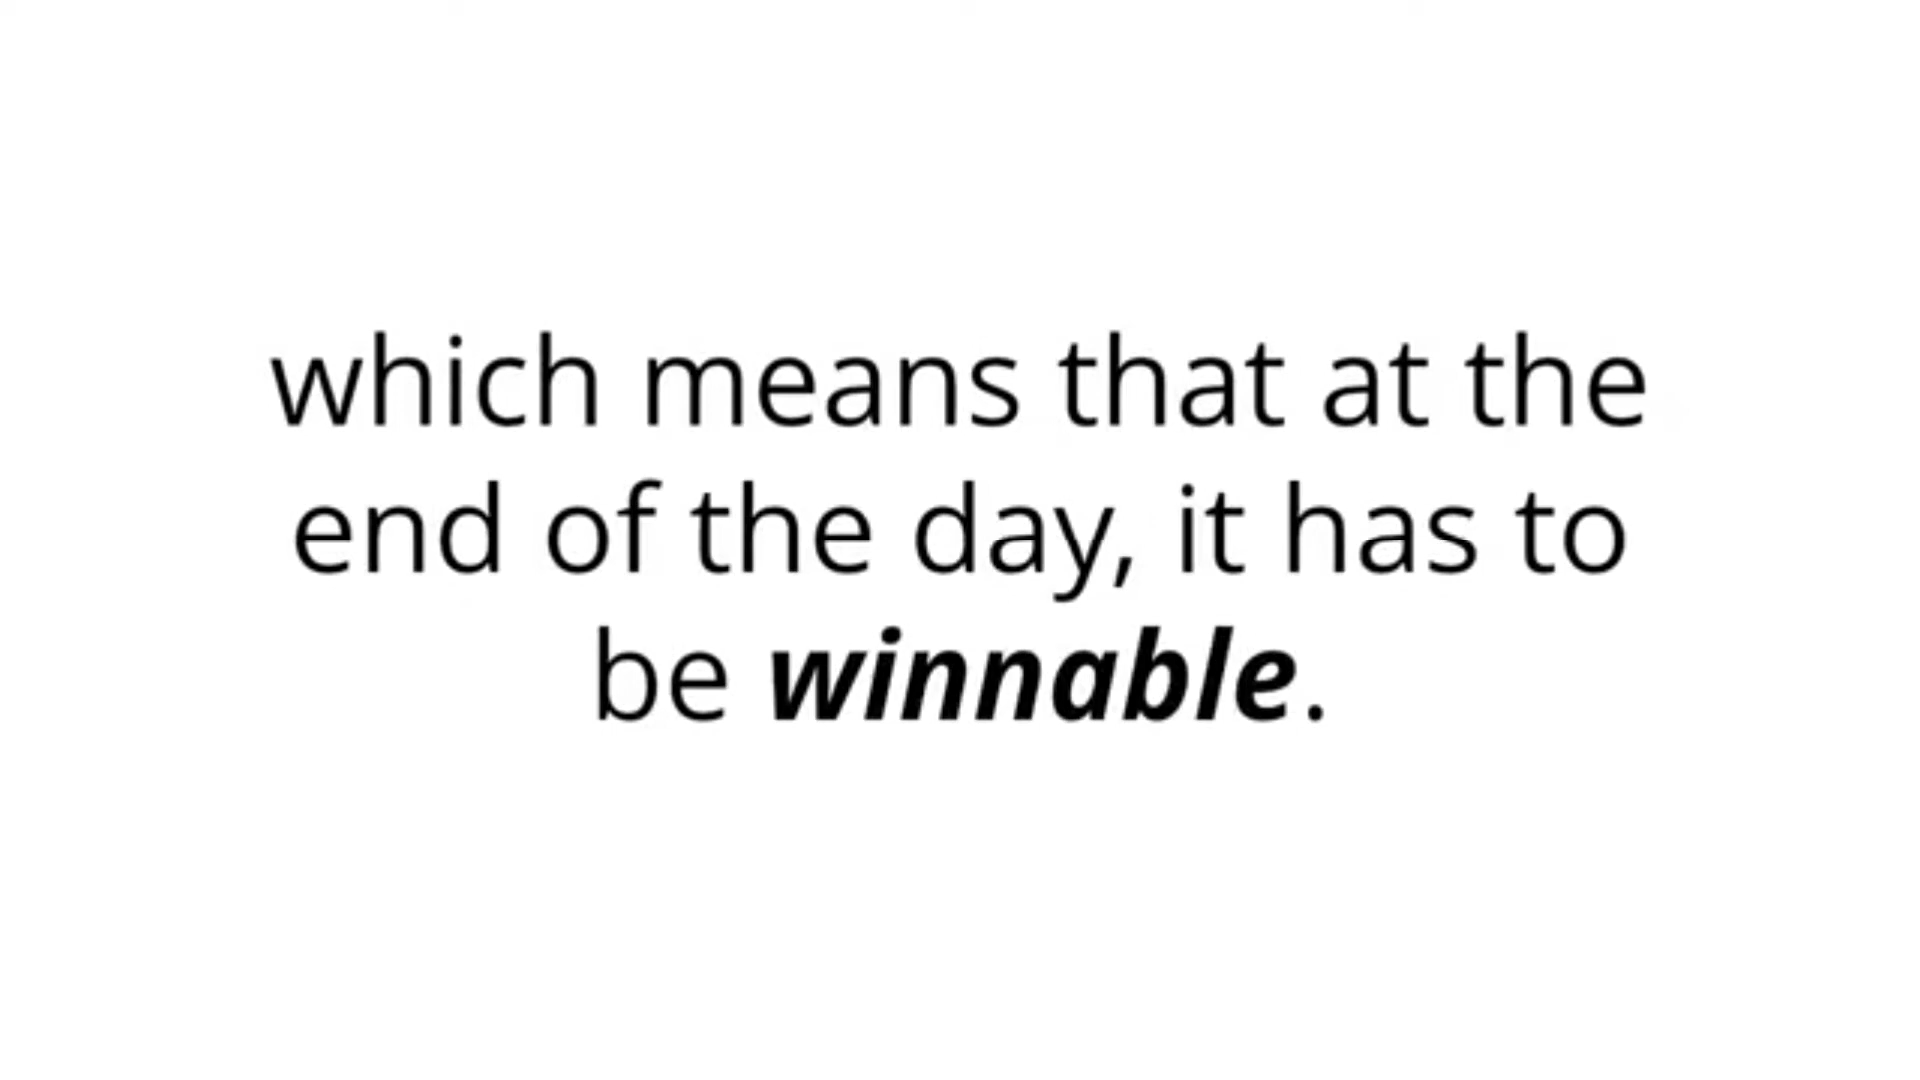 which means that at the
end of the day, it has to
be winnable.